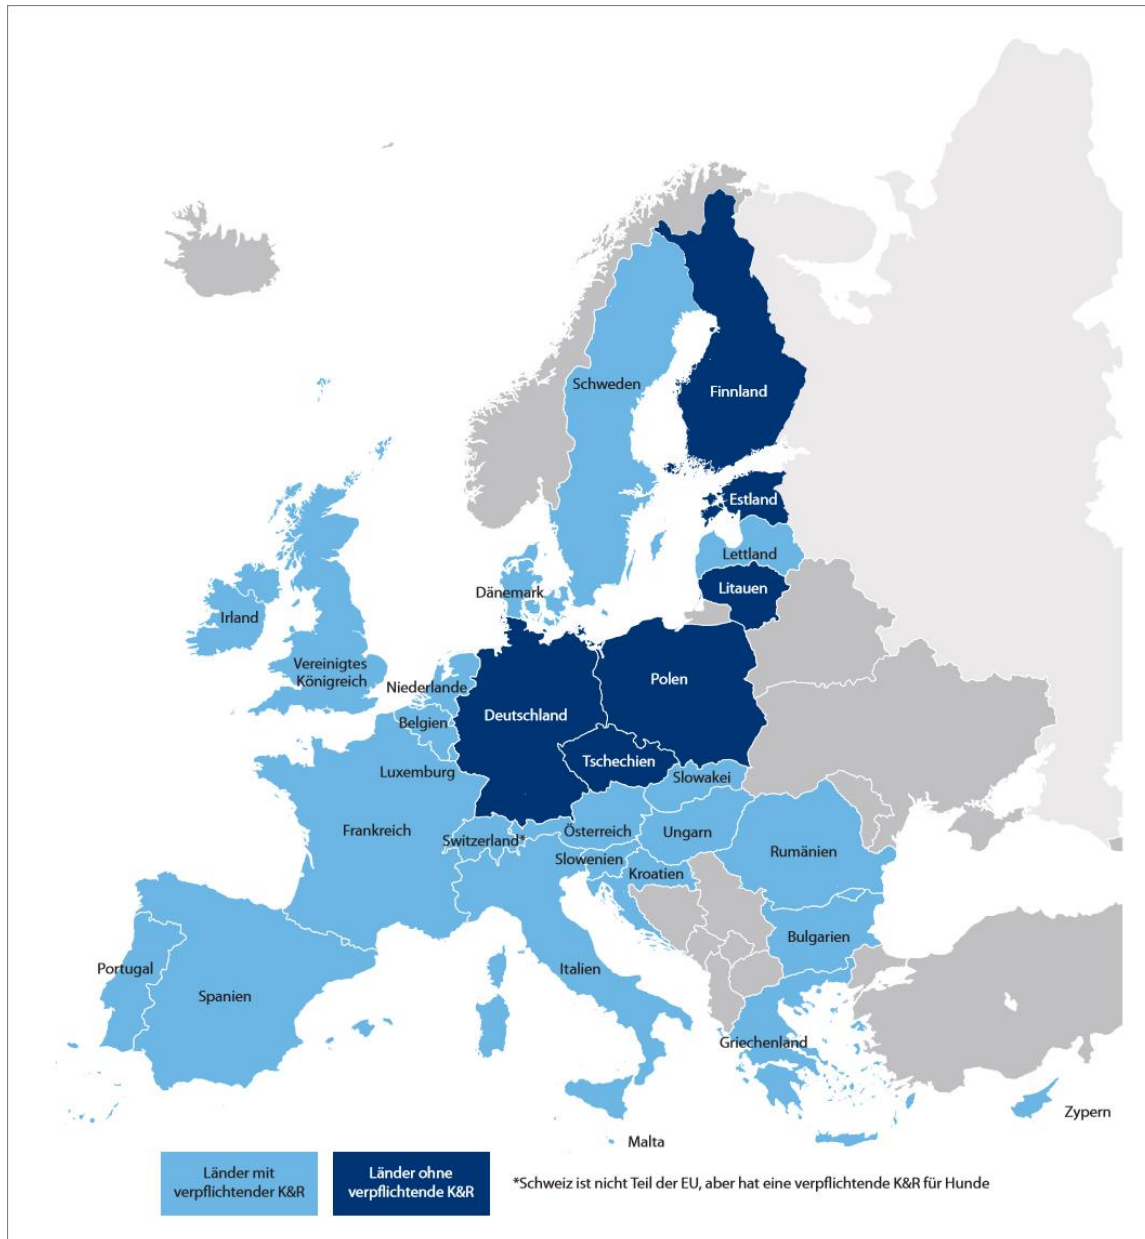 Schweden
Finnland
Estland
Lettland
Litauen
Dänemark
Irland
Vereinigtes
Königreich
Niederlande
Belgien
Luxemburg
Deutschland
Polen
Tschechien
Slowakei
Frankreich
Switzerland*
Österreich
Ungarn
Slowenien
Kroatien
Rumänien
Bulgarien
Portugal
Spanien
Italien
Griechenland
Zypern
Malta
Länder mit
verpflichtender K&R
Länder ohne
verpflichtende K&R
*Schweiz ist nicht Teil der EU, aber hat eine verpflichtende K&R für Hunde